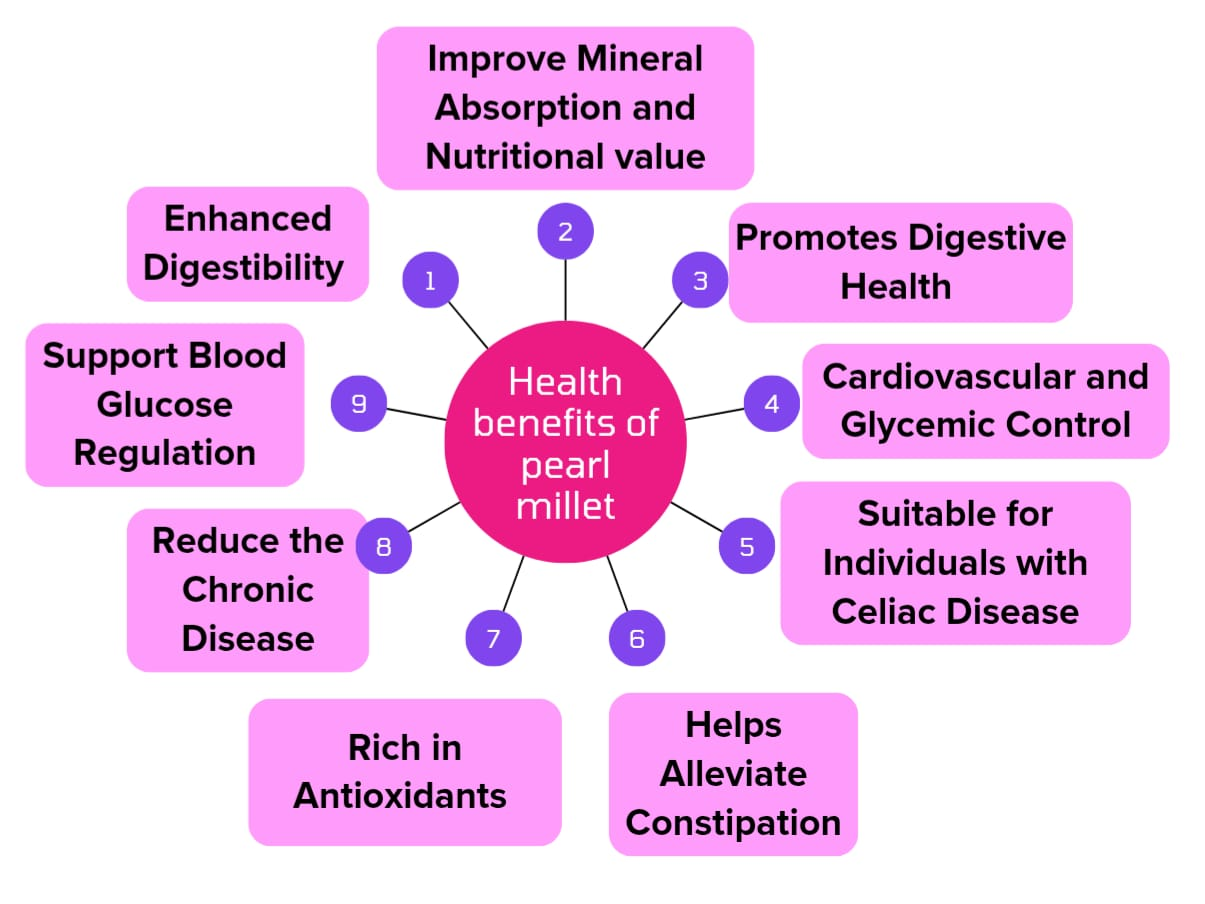 Health
benefits of
pearl
millet
1
Enhanced
Digestibility
2
Improve Mineral
Absorption and
Nutritional value
3
Promotes Digestive
Health
4
Cardiovascular and
Glycemic Control
5
Suitable for
Individuals with
Celiac Disease
6
Helps
Alleviate
Constipation
7
Rich in
Antioxidants
8
Reduce the
Chronic
Disease
9
Support Blood
Glucose
Regulation